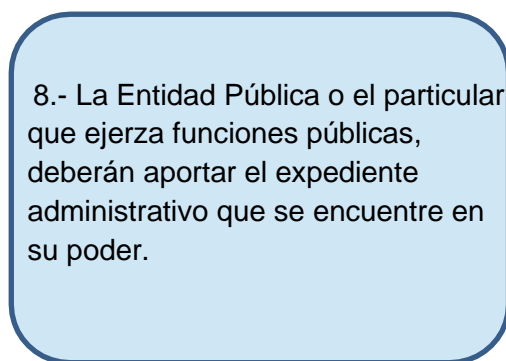 8.- La Entidad Pública o el particular
que ejerza funciones públicas,
deberán aportar el expediente
administrativo que se encuentre en
su poder.